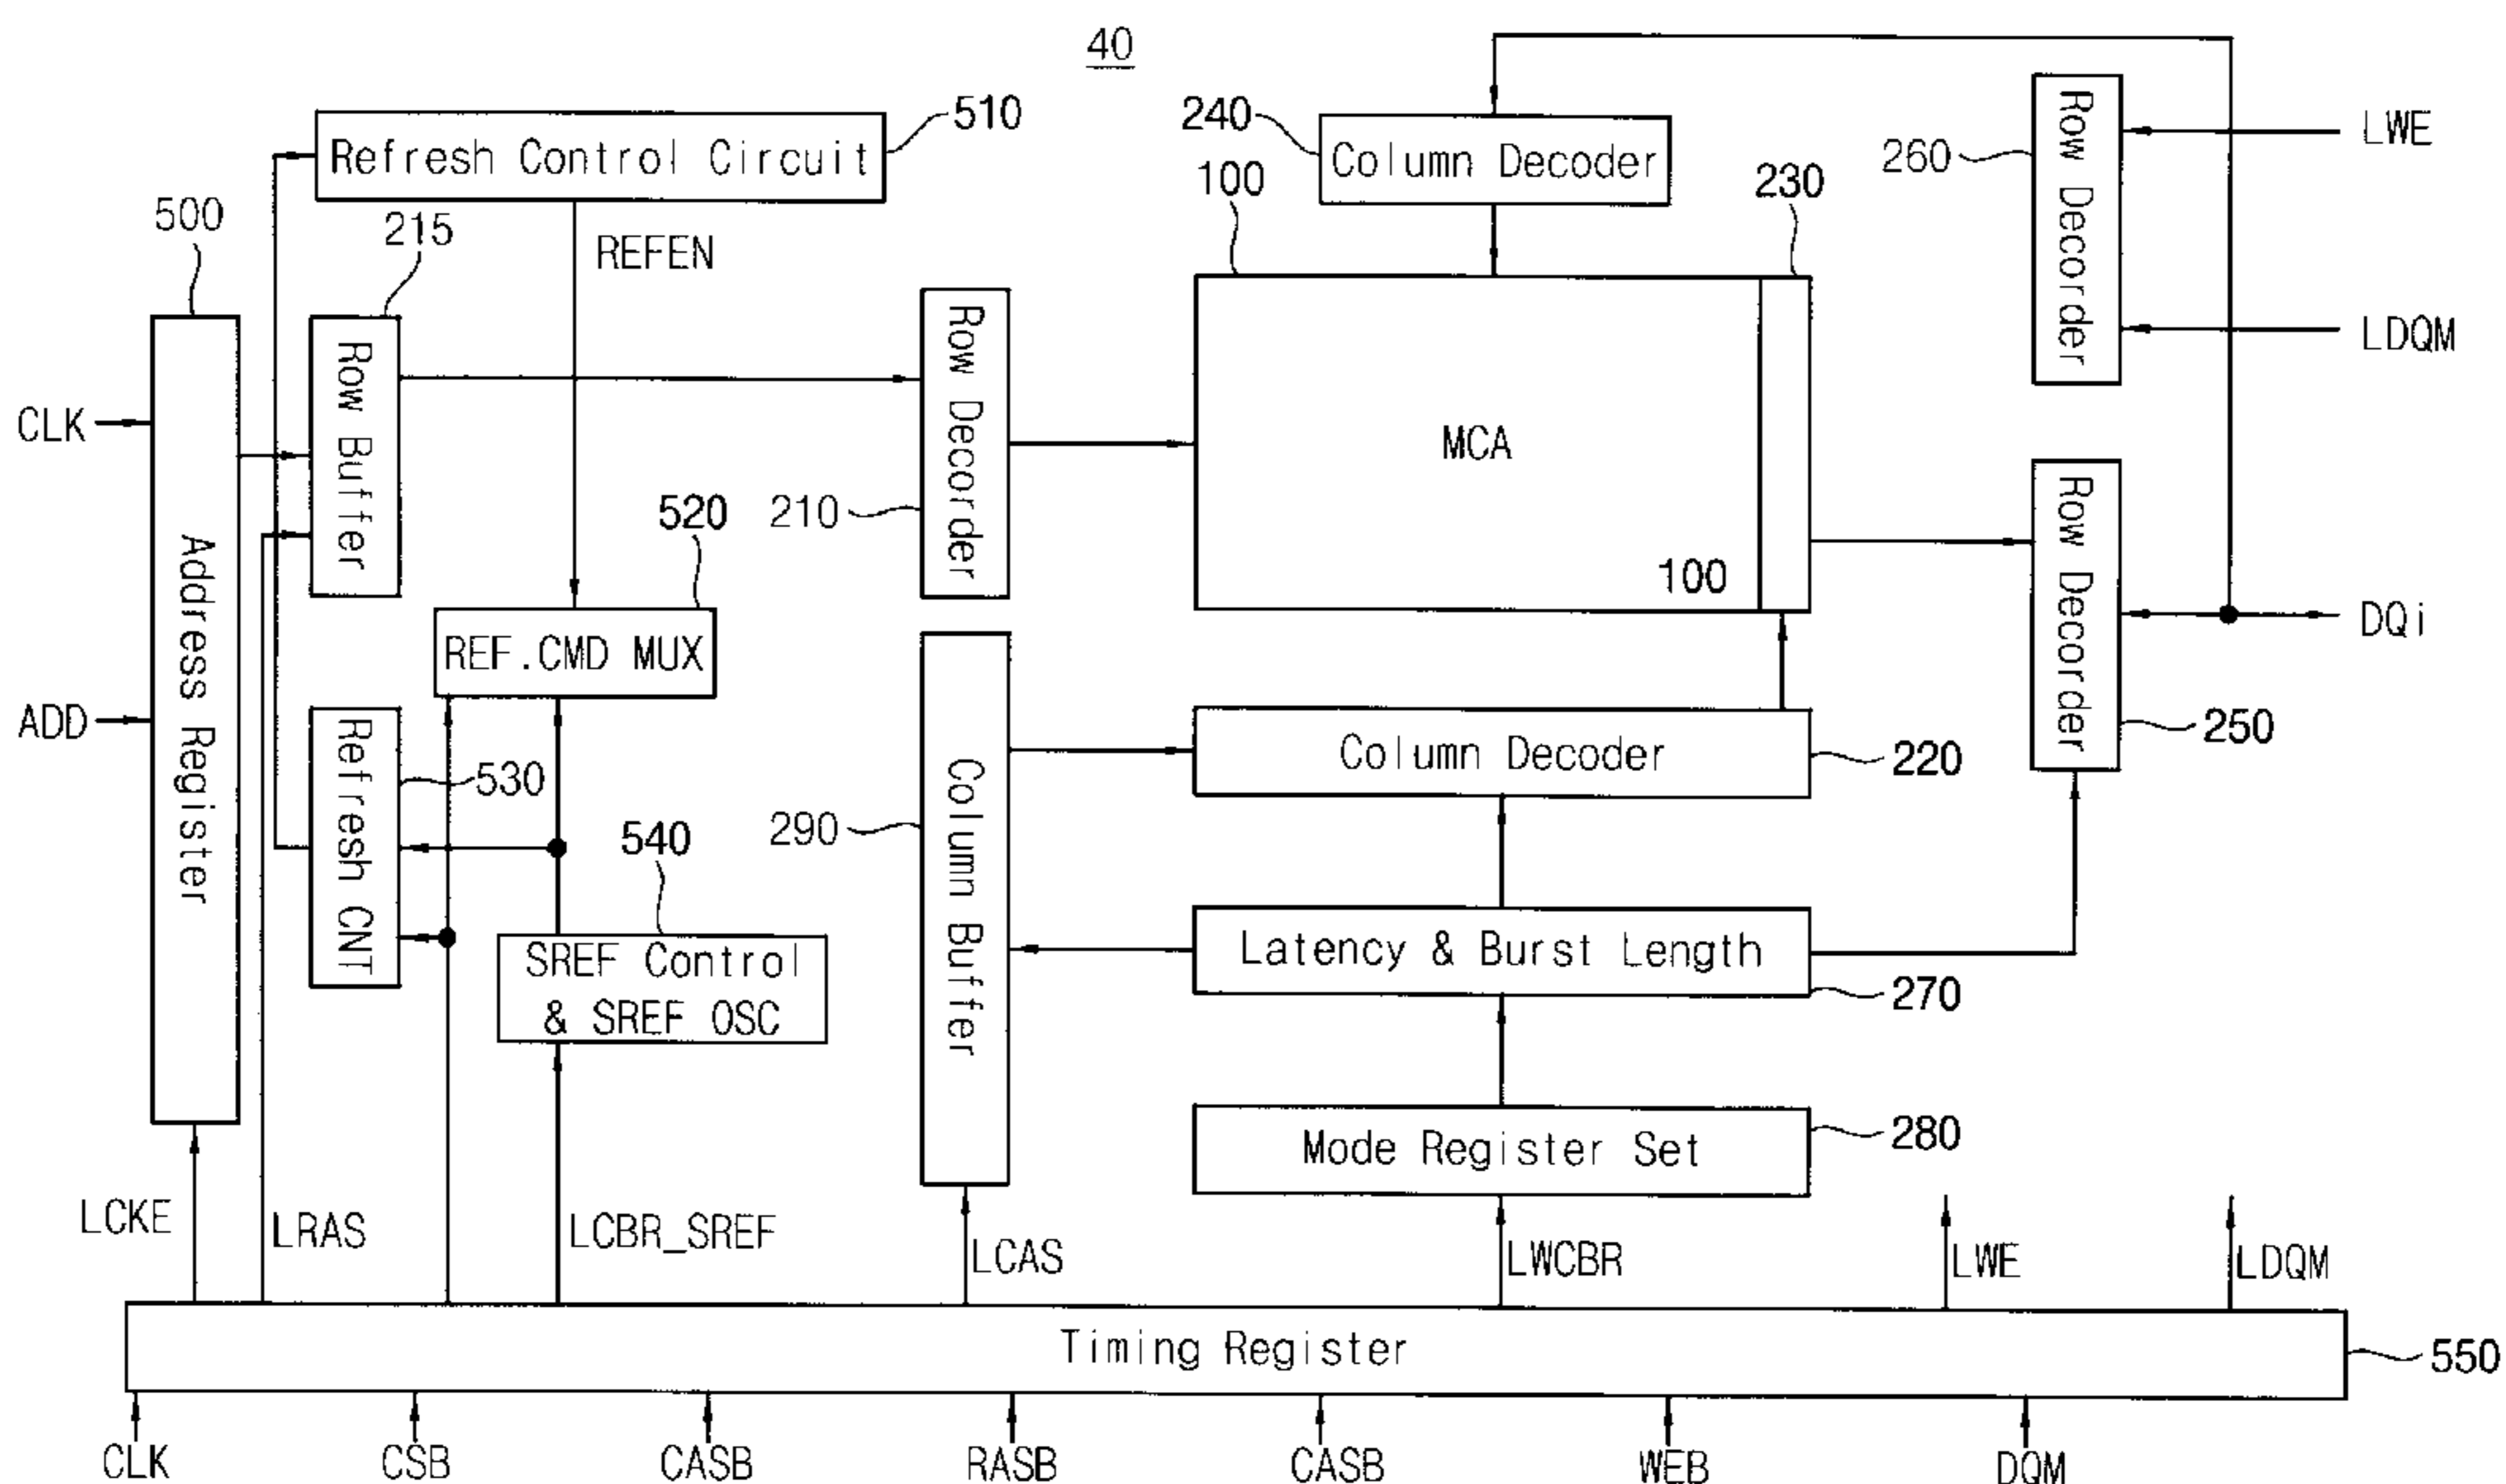 40
Refresh Control Circuit
510
240
Column Decoder
100
230
260
Row Decorder
LWE
LDQM
500
215
REFEN
Row Buffer
Row Decorder
210
MCA
100
CLK
ADD
Address Register
520
REF.CMD MUX
Row Decorder
250
DQi
Refresh CNT
530
540
SREF Control
& SREF OSC
290
Column Buffer
Column Decoder
220
Latency & Burst Length
270
Mode Register Set
280
LCKE
LRAS
LCBR_SREF
LCAS
LWCBR
LWE
LDQM
Timing Register
550
CLK
CSB
CASB
RASB
CASB
WEB
DQM